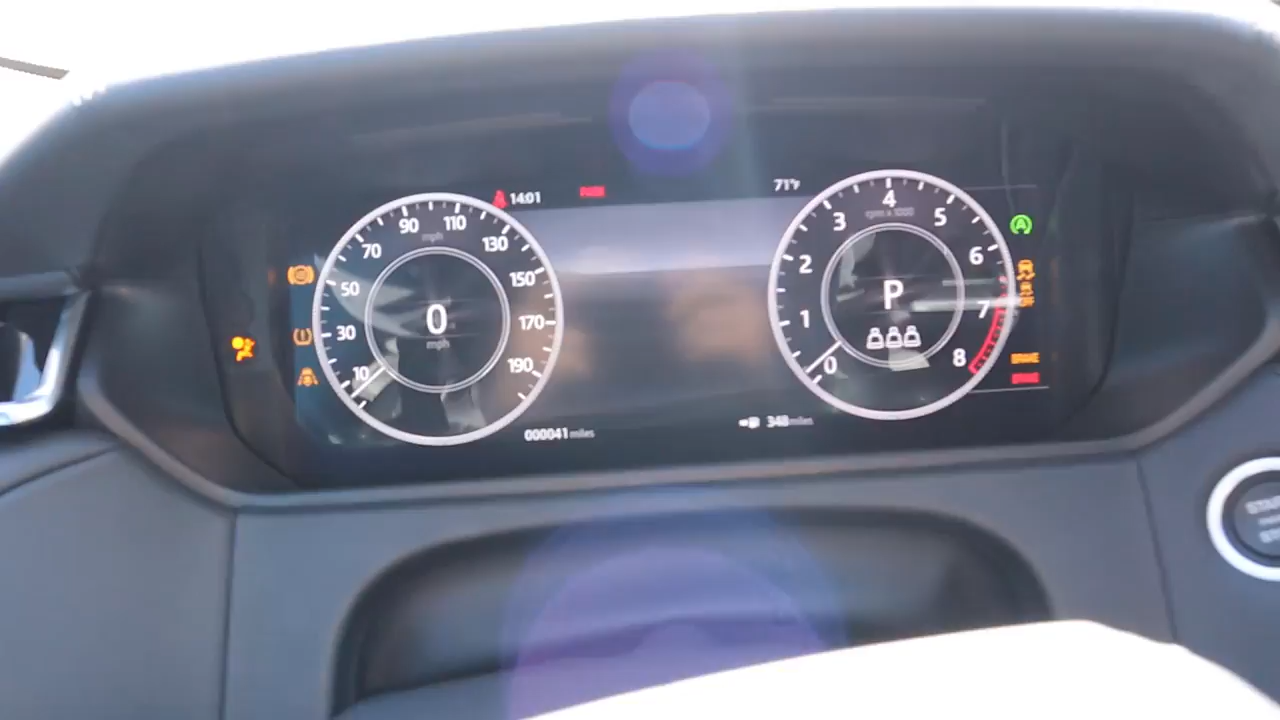 14:01
71°F
90 110
mph
70 130
50 150
30 170
10 190
0
mph
000041 miles
4
3 5
rpm x 1000
2 6
1 7
0 8
P
348 miles
BRAKE